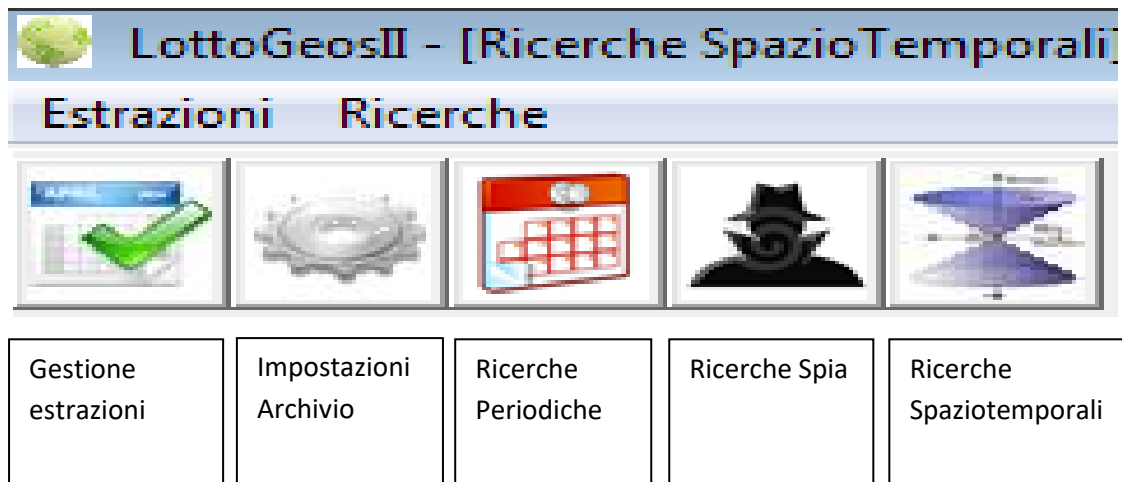 LottoGeosII - [Ricerche SpazioTemporali]
Estrazioni Ricerche
Gestione
estrazioni
Impostazioni
Archivio
Ricerche
Periodiche
Ricerche Spia
Ricerche
Spaziotemporali